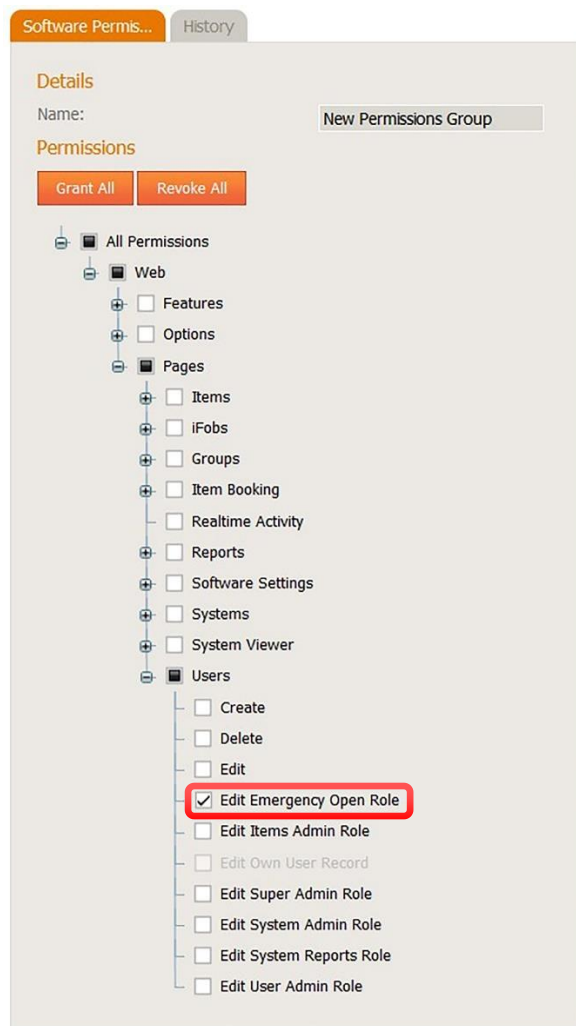 Software Permis... History
Details
Name: New Permissions Group
Permissions
Grant All Revoke All
All Permissions
Web
Features
Options
Pages
Items
iFobs
Groups
Item Booking
Realtime Activity
Reports
Software Settings
Systems
System Viewer
Users
Create
Delete
Edit
Edit Emergency Open Role
Edit Items Admin Role
Edit Own User Record
Edit Super Admin Role
Edit System Admin Role
Edit System Reports Role
Edit User Admin Role